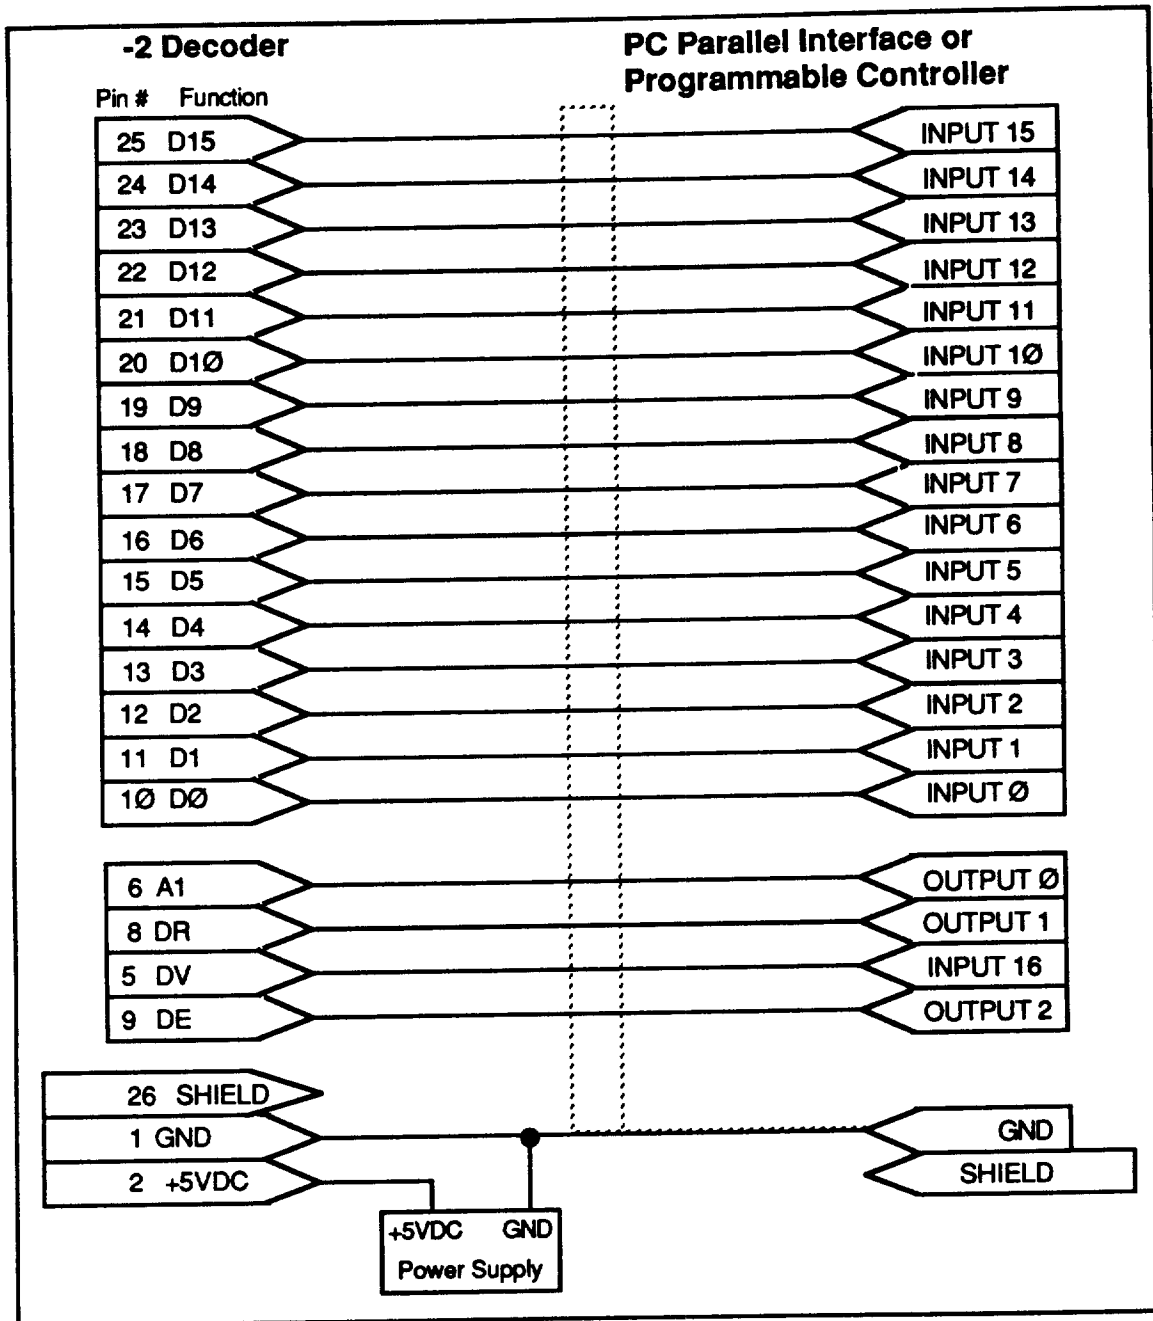 -2 Decoder
PC Parallel Interface or
Programmable Controller
Pin # Function
25 D15 INPUT 15
24 D14 INPUT 14
23 D13 INPUT 13
22 D12 INPUT 12
21 D11 INPUT 11
20 D1Ø INPUT 1Ø
19 D9 INPUT 9
18 D8 INPUT 8
17 D7 INPUT 7
16 D6 INPUT 6
15 D5 INPUT 5
14 D4 INPUT 4
13 D3 INPUT 3
12 D2 INPUT 2
11 D1 INPUT 1
1Ø DØ INPUT Ø
6 A1 OUTPUT Ø
8 DR OUTPUT 1
5 DV INPUT 16
9 DE OUTPUT 2
26 SHIELD
1 GND GND
2 +5VDC SHIELD
+5VDC GND
Power Supply